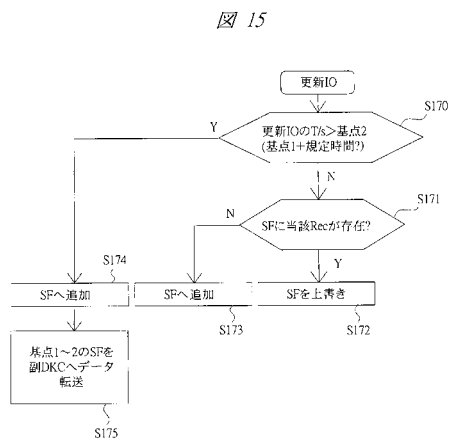 図 15
更新IO
S170
更新IOのT/s>基点2
(基点1+規定時間?)
Y
N
S171
SFに当該Recが存在?
N
Y
S174
SFへ追加
SFへ追加
SFを上書き
S173
S172
基点1～2のSFを
副DKCへデータ
転送
S175